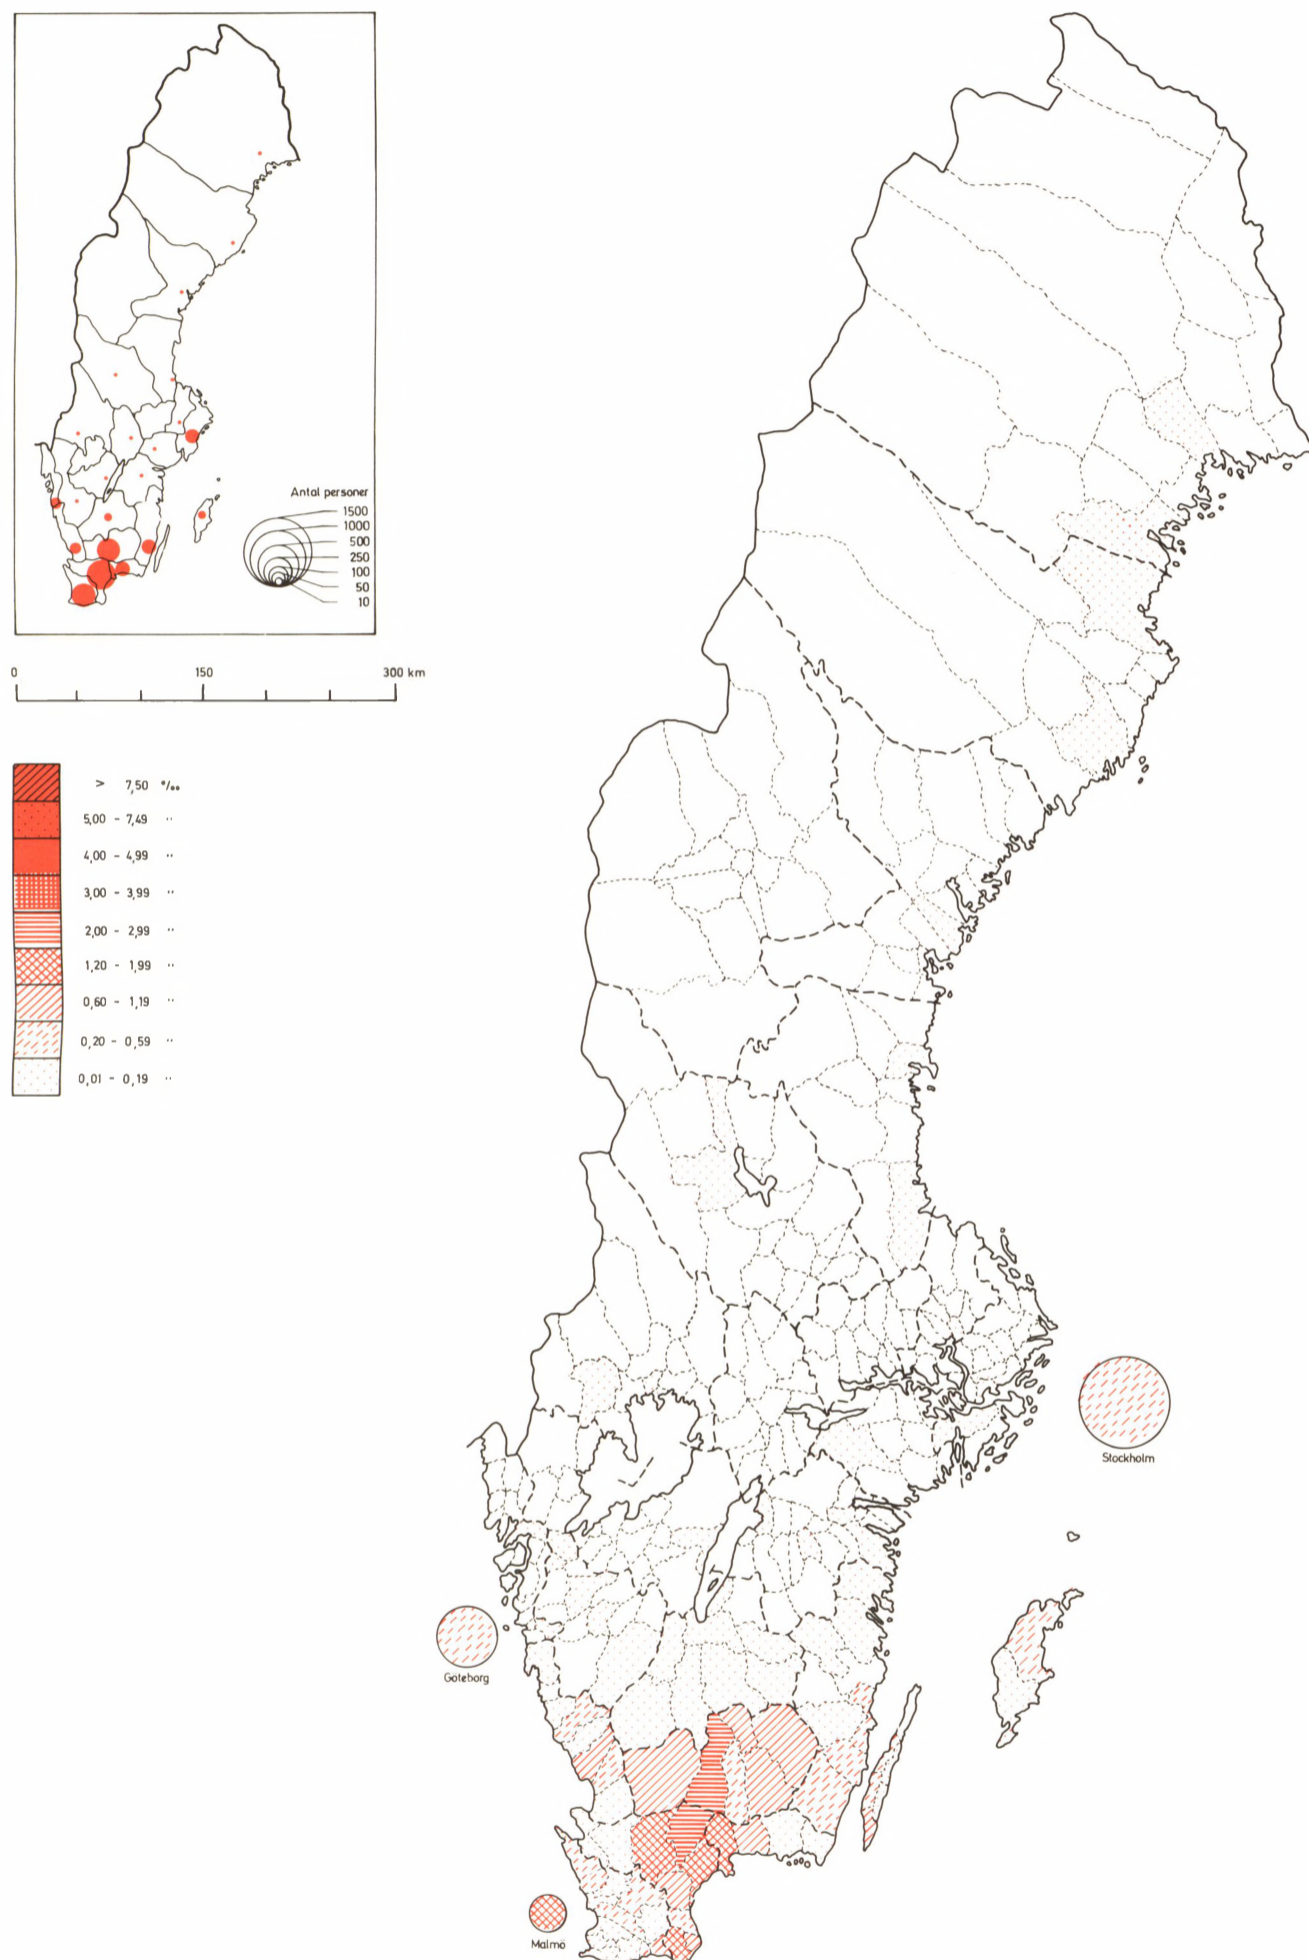 Antal personer
1500
1000
500
250
100
50
10
0 150 300 km
> 7,50 °/₀₀
5,00 - 7,49 "
4,00 - 4,99 "
3,00 - 3,99 "
2,00 - 2,99 "
1,20 - 1,99 "
0,60 - 1,19 "
0,20 - 0,59 "
0,01 - 0,19 "
Stockholm
Göteborg
Malmö